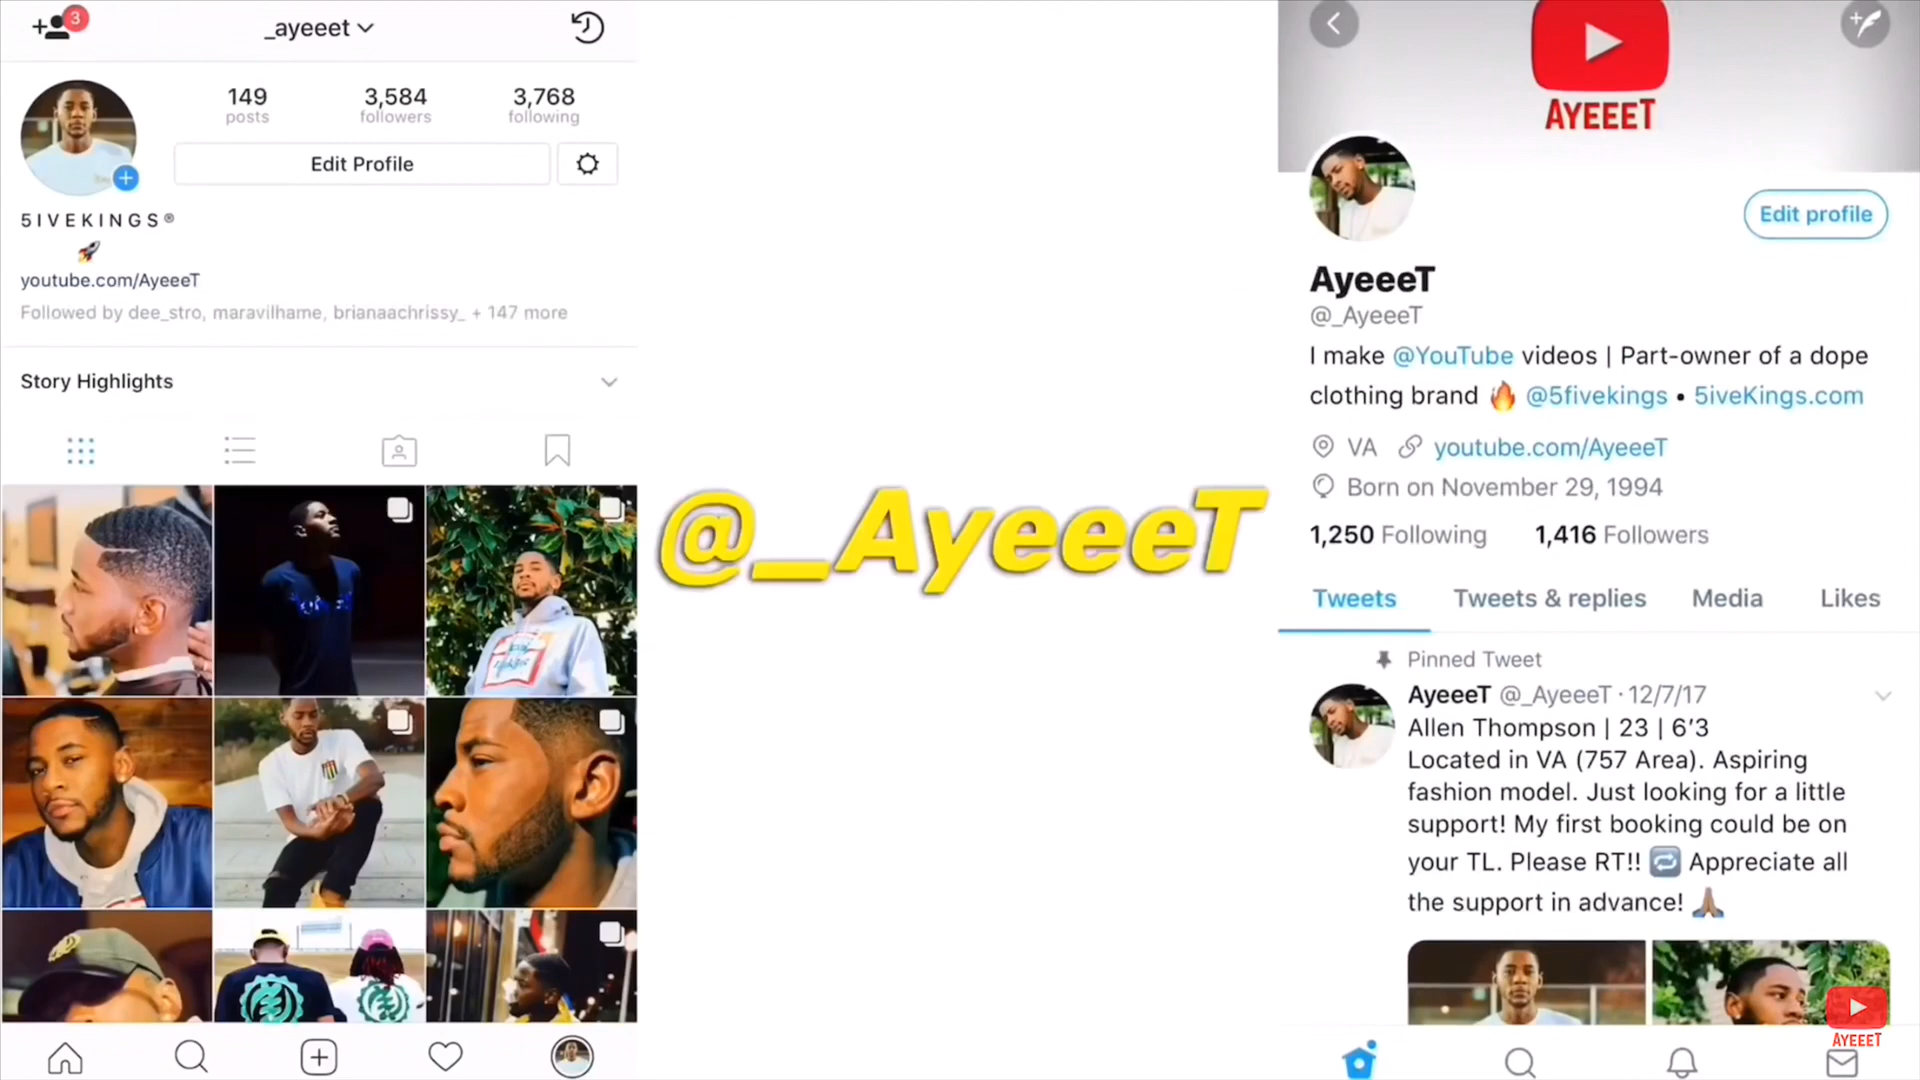 3
_ayeeet
149
posts
3,584
followers
3,768
following
Edit Profile
5IVEKINGS®
🚀
youtube.com/AyeeeT
Followed by dee_stro, maravilhame, brianaachrissy_ + 147 more
Story Highlights
@_AyeeeT
AYEEET
Edit profile
AyeeeT
@_AyeeeT
I make @YouTube videos | Part-owner of a dope
clothing brand 🔥 @5fivekings • 5iveKings.com
VA youtube.com/AyeeeT
Born on November 29, 1994
1,250 Following 1,416 Followers
Tweets Tweets & replies Media Likes
Pinned Tweet
AyeeeT @_AyeeeT · 12/7/17
Allen Thompson | 23 | 6'3
Located in VA (757 Area). Aspiring
fashion model. Just looking for a little
support! My first booking could be on
your TL. Please RT!! 🔁 Appreciate all
the support in advance! 🙏🏽
AYEEET